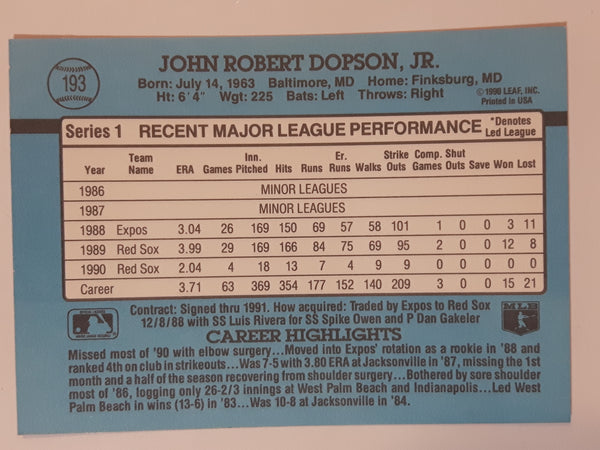 193
JOHN ROBERT DOPSON, JR.
Born: July 14, 1963 Baltimore, MD Home: Finksburg, MD
Ht: 6'4" Wgt: 225 Bats: Left Throws: Right
©1990 LEAF, INC.
Printed in USA
Series 1 RECENT MAJOR LEAGUE PERFORMANCE *Denotes Led League
Year Team Name ERA Games Inn. Pitched Hits Runs Er. Runs Walks Strike Outs Comp. Games Shut Outs Save Won Lost
1986 MINOR LEAGUES
1987 MINOR LEAGUES
1988 Expos 3.04 26 169 150 69 57 58 101 1 0 0 3 11
1989 Red Sox 3.99 29 169 166 84 75 69 95 2 0 0 12 8
1990 Red Sox 2.04 4 18 13 7 4 9 9 0 0 0 0 0
Career 3.71 63 369 354 177 152 140 209 3 0 0 15 21
Contract: Signed thru 1991. How acquired: Traded by Expos to Red Sox
12/8/88 with SS Luis Rivera for SS Spike Owen and P Dan Gakeler
MLB
CAREER HIGHLIGHTS
Missed most of '90 with elbow surgery...Moved into Expos' rotation as a rookie in '88 and
ranked 4th on club in strikeouts...Was 7-5 with 3.80 ERA at Jacksonville in '87, missing the 1st
month and a half of the season recovering from shoulder surgery...Bothered by sore shoulder
most of '86, logging only 26-2/3 innings at West Palm Beach and Indianapolis...Led West
Palm Beach in wins (13-6) in '83...Was 10-8 at Jacksonville in '84.